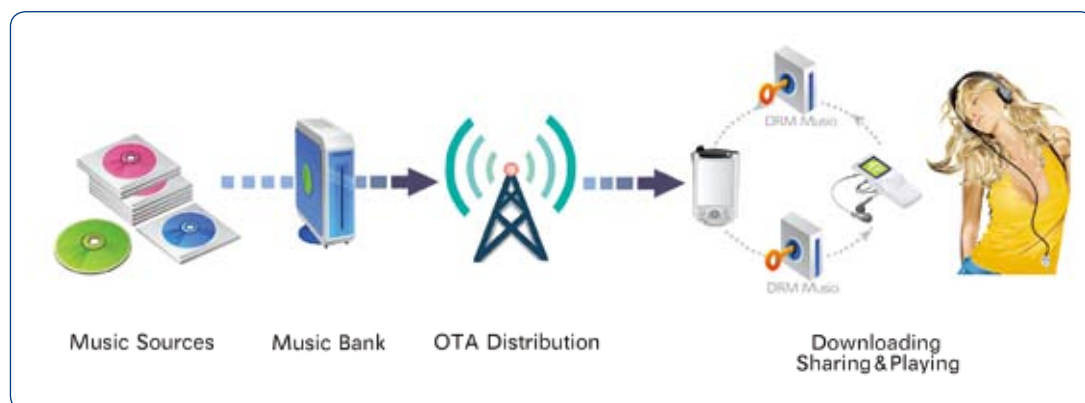 DRM Music
DRM Music
Music Sources
Music Bank
OTA Distribution
Downloading
Sharing & Playing